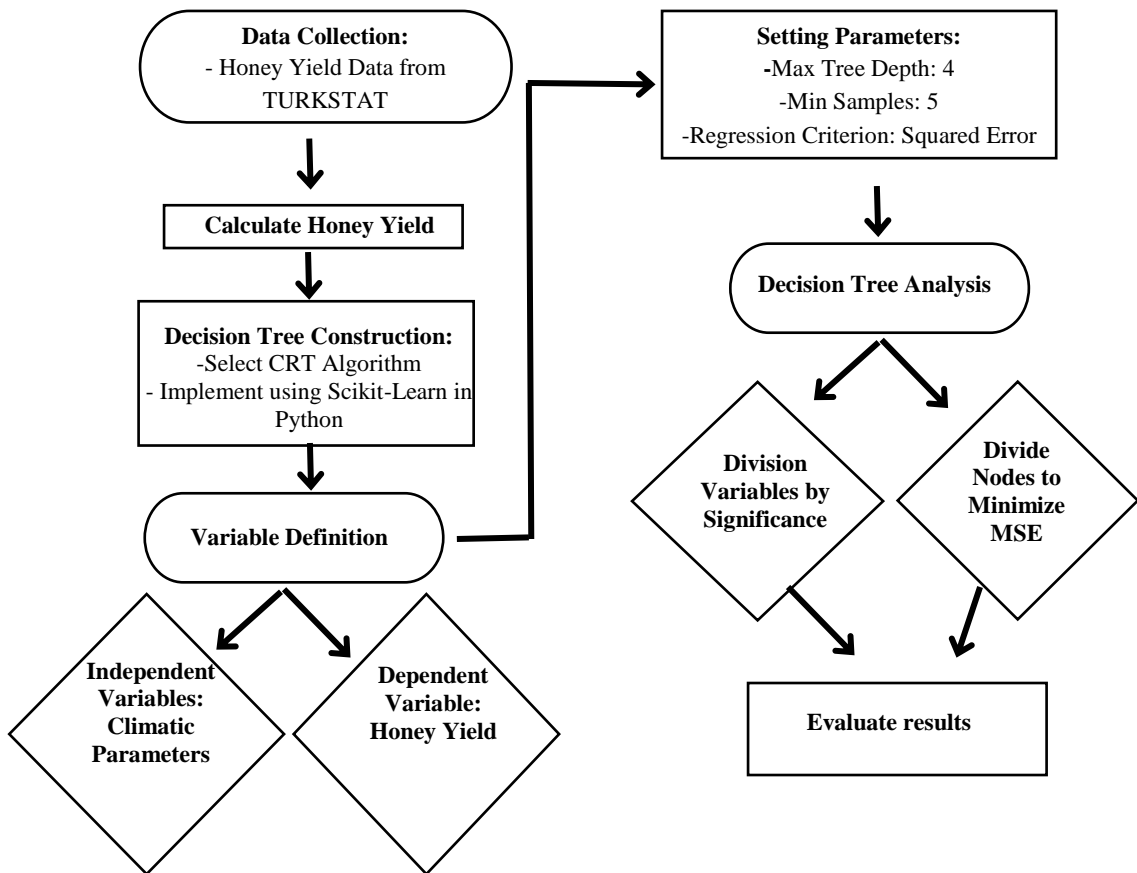 Data Collection:
- Honey Yield Data from
TURKSTAT
Calculate Honey Yield
Decision Tree Construction:
-Select CRT Algorithm
- Implement using Scikit-Learn in
Python
Variable Definition
Independent
Variables:
Climatic
Parameters
Dependent
Variable:
Honey Yield
Setting Parameters:
-Max Tree Depth: 4
-Min Samples: 5
-Regression Criterion: Squared Error
Decision Tree Analysis
Division
Variables by
Significance
Divide
Nodes to
Minimize
MSE
Evaluate results